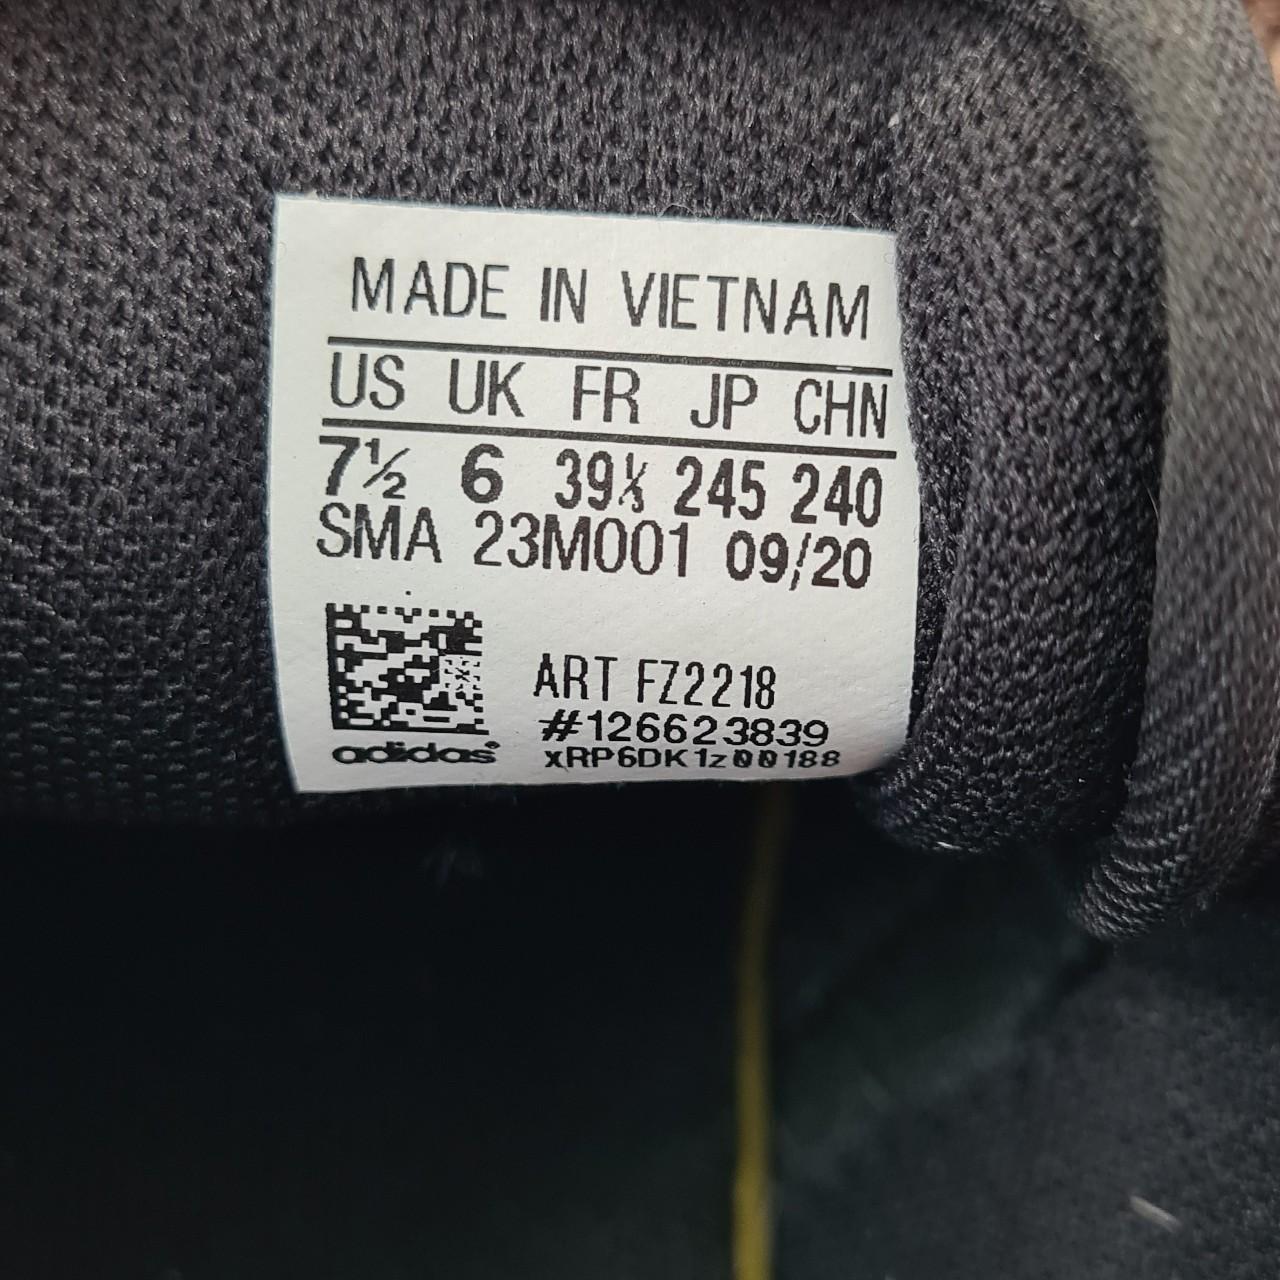 MADE IN VIETNAM
US UK FR JP CHN
7½ 6 39⅓ 245 240
SMA 23M001 09/20
ART FZ2218
#126623839
adidas® xRP6DK1z00188